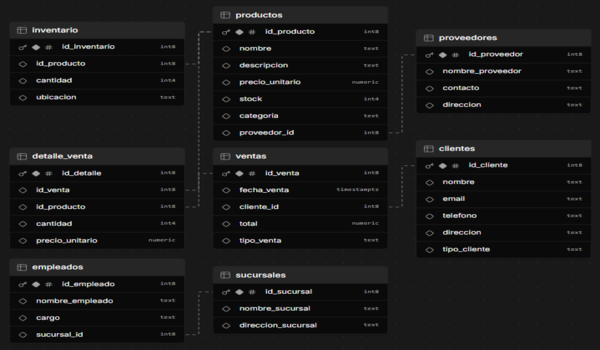 inventario
id_inventario int8
id_producto int8
cantidad int4
ubicacion text
productos
id_producto int8
nombre text
descripcion text
precio_unitario numeric
stock int4
categoria text
proveedor_id int8
proveedores
id_proveedor int8
nombre_proveedor text
contacto text
direccion text
detalle_venta
id_detalle int8
id_venta int8
id_producto int8
cantidad int4
precio_unitario numeric
ventas
id_venta int8
fecha_venta timestamptz
cliente_id int8
total numeric
tipo_venta text
clientes
id_cliente int8
nombre text
email text
telefono text
direccion text
tipo_cliente text
empleados
id_empleado int8
nombre_empleado text
cargo text
sucursal_id int8
sucursales
id_sucursal int8
nombre_sucursal text
direccion_sucursal text